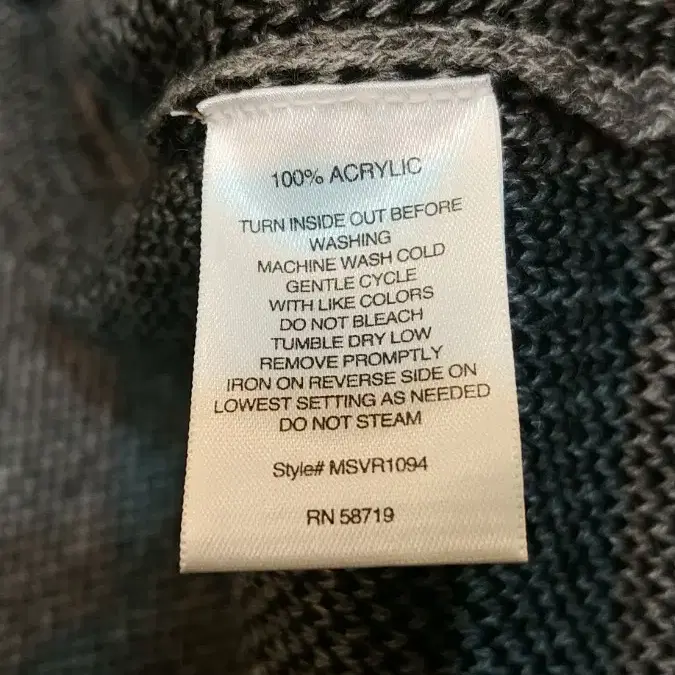 100% ACRYLIC
TURN INSIDE OUT BEFORE
WASHING
MACHINE WASH COLD
GENTLE CYCLE
WITH LIKE COLORS
DO NOT BLEACH
TUMBLE DRY LOW
REMOVE PROMPTLY
IRON ON REVERSE SIDE ON
LOWEST SETTING AS NEEDED
DO NOT STEAM
Style# MSVR1094
RN 58719